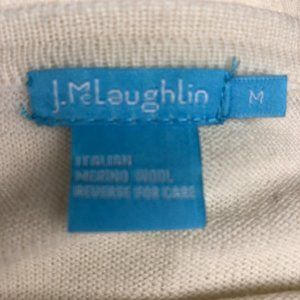 J.McLaughlin
M
ITALIAN
MERINO WOOL
REVERSE FOR CARE